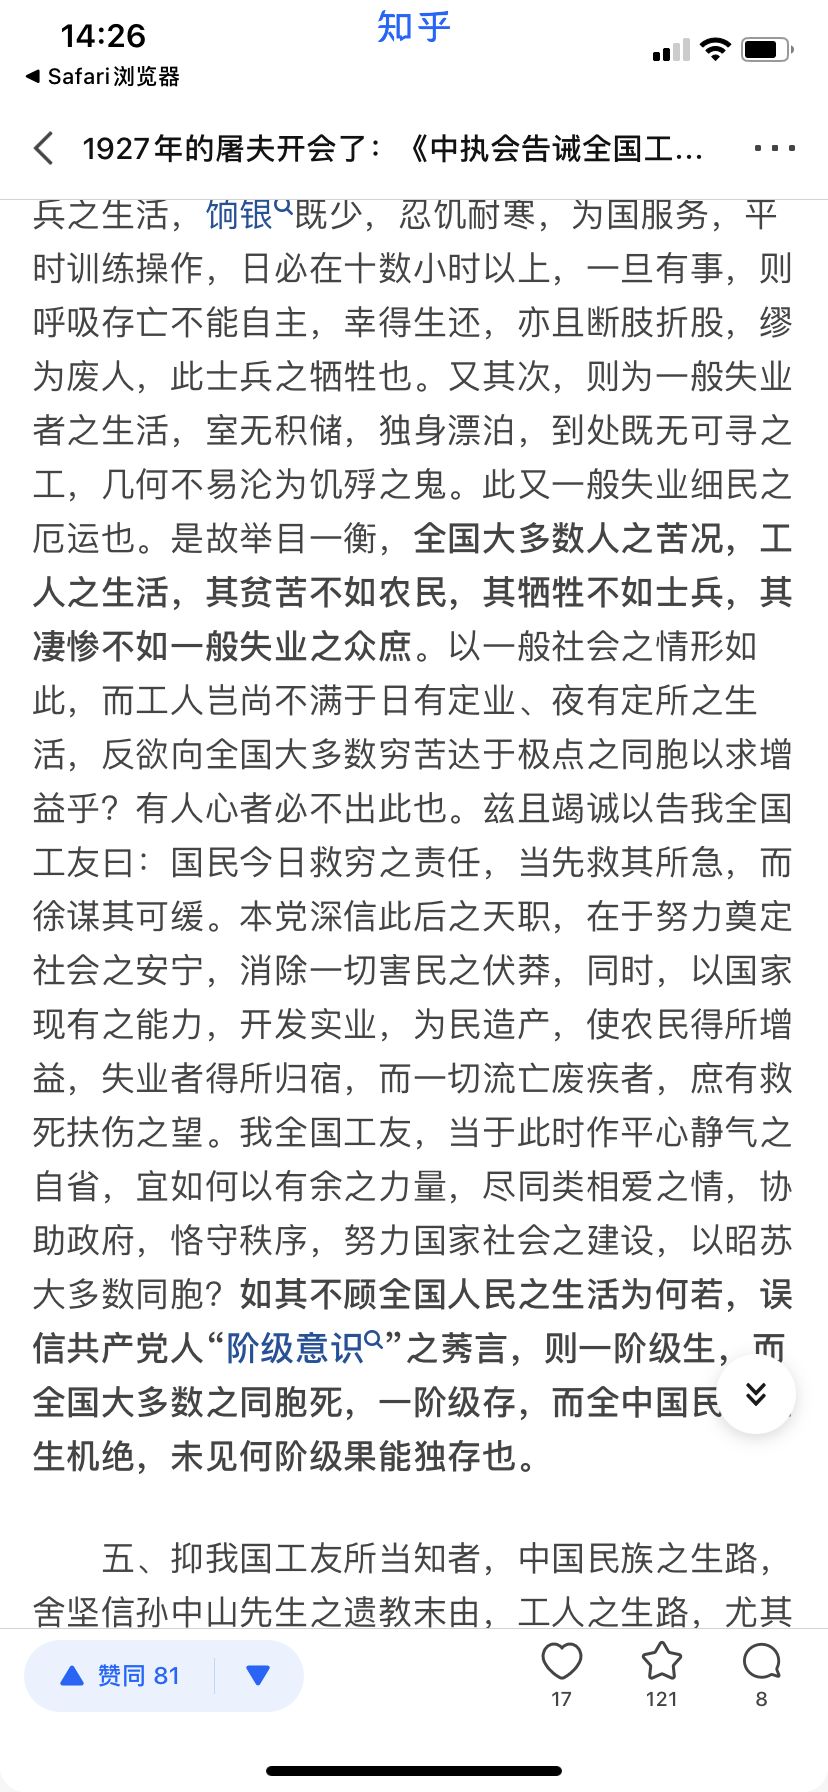 14:26
知乎
◀ Safari浏览器
1927年的屠夫开会了：《中执会告诫全国工...
兵之生活，饷银既少，忍饥耐寒，为国服务，平
时训练操作，日必在十数小时以上，一旦有事，则
呼吸存亡不能自主，幸得生还，亦且断肢折股，缪
为废人，此士兵之牺牲也。又其次，则为一般失业
者之生活，室无积储，独身漂泊，到处既无可寻之
工，几何不易沦为饥殍之鬼。此又一般失业细民之
厄运也。是故举目一衡，全国大多数人之苦况，工
人之生活，其贫苦不如农民，其牺牲不如士兵，其
凄惨不如一般失业之众庶。以一般社会之情形如
此，而工人岂尚不满于日有定业、夜有定所之生
活，反欲向全国大多数穷苦达于极点之同胞以求增
益乎？有人心者必不出此也。兹且竭诚以告我全国
工友曰：国民今日救穷之责任，当先救其所急，而
徐谋其可缓。本党深信此后之天职，在于努力奠定
社会之安宁，消除一切害民之伏莽，同时，以国家
现有之能力，开发实业，为民造产，使农民得所增
益，失业者得所归宿，而一切流亡废疾者，庶有救
死扶伤之望。我全国工友，当于此时作平心静气之
自省，宜如何以有余之力量，尽同类相爱之情，协
助政府，恪守秩序，努力国家社会之建设，以昭苏
大多数同胞？如其不顾全国人民之生活为何若，误
信共产党人“阶级意识”之莠言，则一阶级生，而
全国大多数之同胞死，一阶级存，而全中国民
生机绝，未见何阶级果能独存也。
五、抑我国工友所当知者，中国民族之生路，
舍坚信孙中山先生之遗教末由，工人之生路，尤其
赞同 81
17
121
8